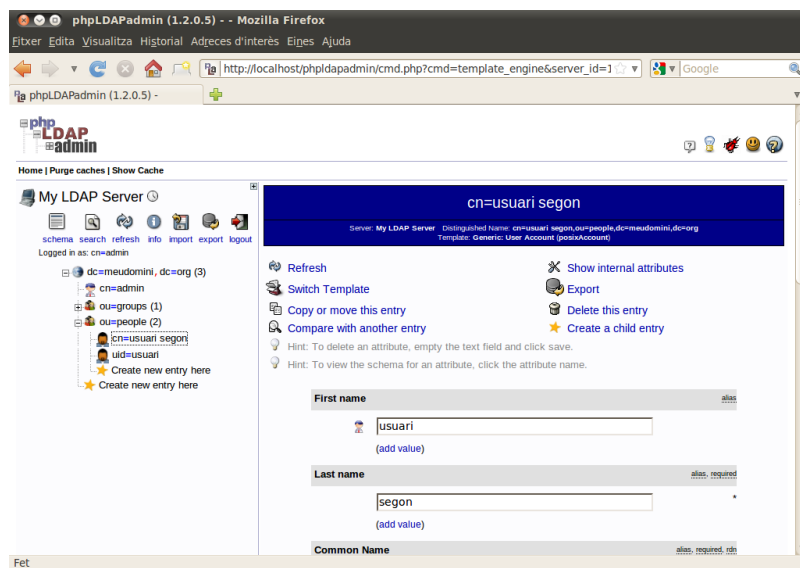 phpLDAPadmin (1.2.0.5) - - Mozilla Firefox
Fitxer Edita Visualitza Historial Adreces d'interès Eines Ajuda
http://localhost/phpldapadmin/cmd.php?cmd=template_engine&server_id=1
Google
phpLDAPadmin (1.2.0.5) -
php
LDAP
admin
Home | Purge caches | Show Cache
My LDAP Server
schema search refresh info import export logout
Logged in as: cn=admin
dc=meudomini, dc=org (3)
cn=admin
ou=groups (1)
ou=people (2)
cn=usuari segon
uid=usuari
Create new entry here
Create new entry here
cn=usuari segon
Server: My LDAP Server Distinguished Name: cn=usuari segon,ou=people,dc=meudomini,dc=org
Template: Generic: User Account (posixAccount)
Refresh
Show internal attributes
Switch Template
Export
Copy or move this entry
Delete this entry
Compare with another entry
Create a child entry
Hint: To delete an attribute, empty the text field and click save.
Hint: To view the schema for an attribute, click the attribute name.
First name
alias
usuari
(add value)
Last name
alias, required
segon
*
(add value)
Common Name
alias, required, rdn
Fet